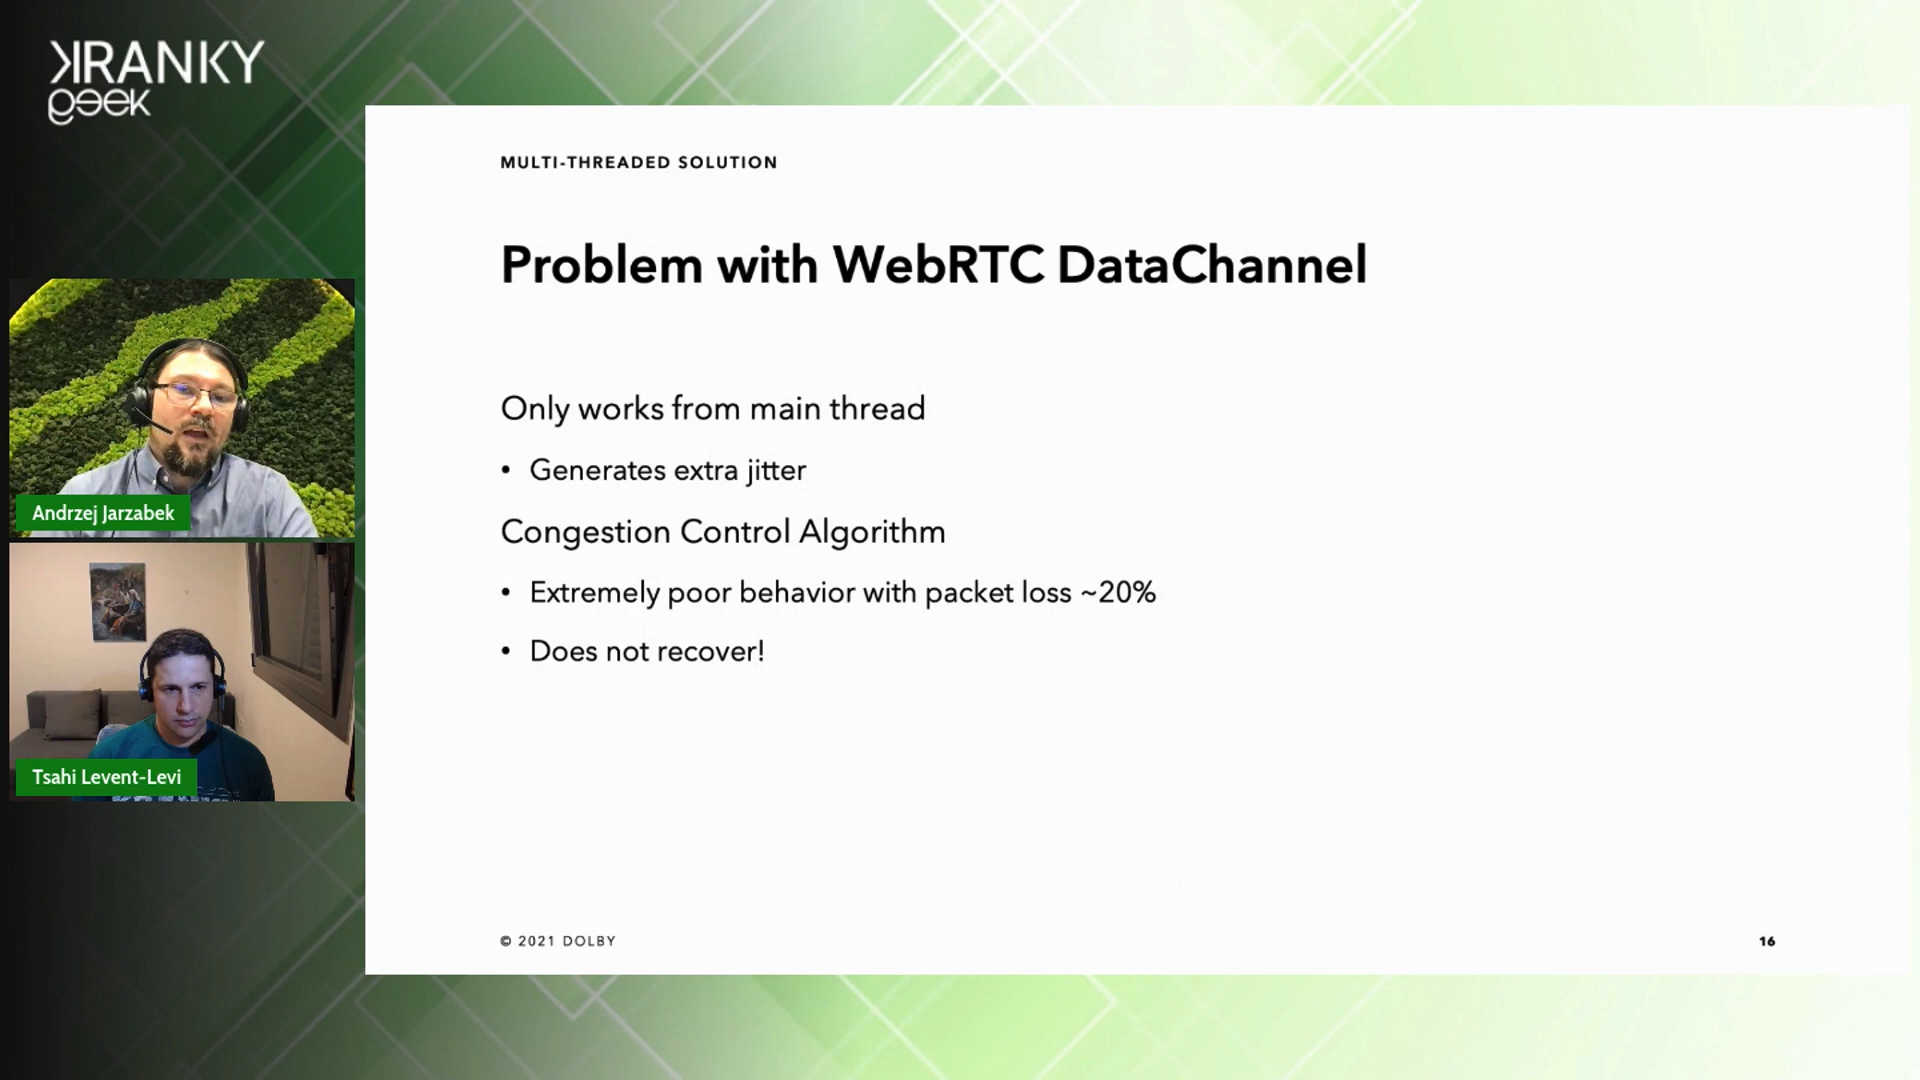 KRANKY
geek
MULTI-THREADED SOLUTION
Problem with WebRTC DataChannel
Only works from main thread
• Generates extra jitter
Congestion Control Algorithm
• Extremely poor behavior with packet loss ~20%
• Does not recover!
© 2021 DOLBY
16
Andrzej Jarzabek
Tsahi Levent-Levi